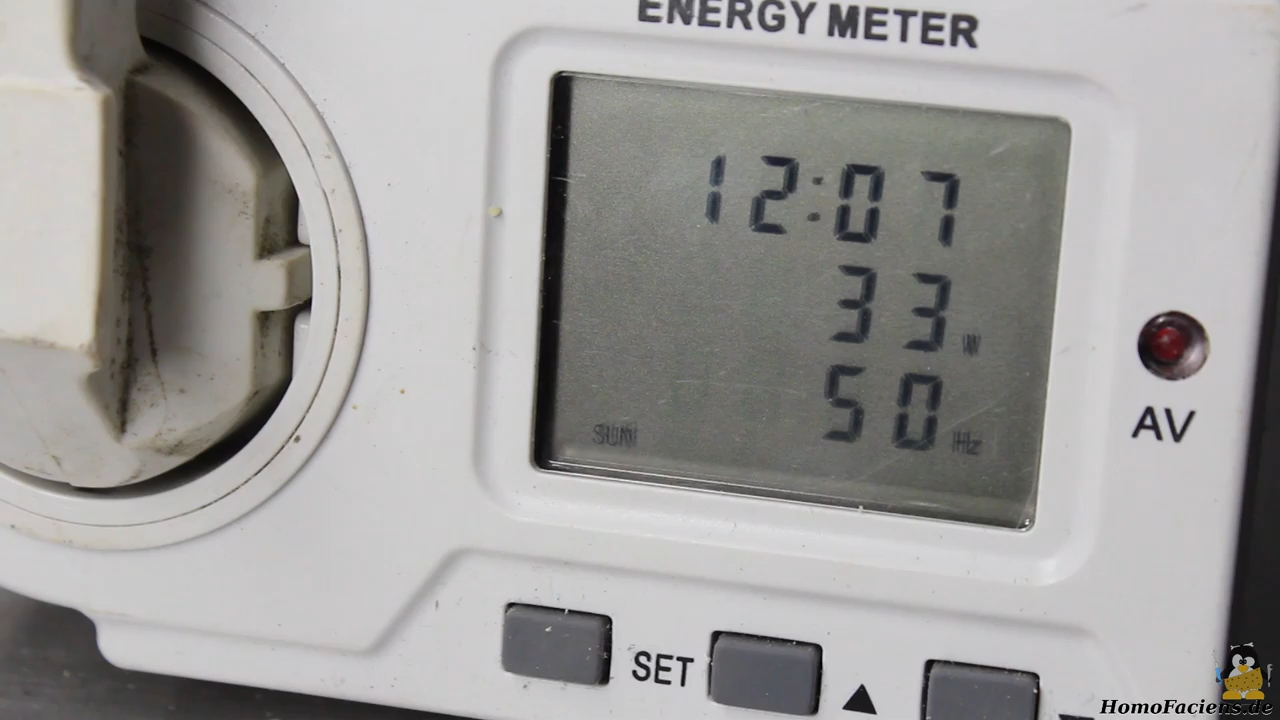 ENERGY METER
12:07
33 W
50 Hz
SUN
AV
SET
HomoFaciens.de